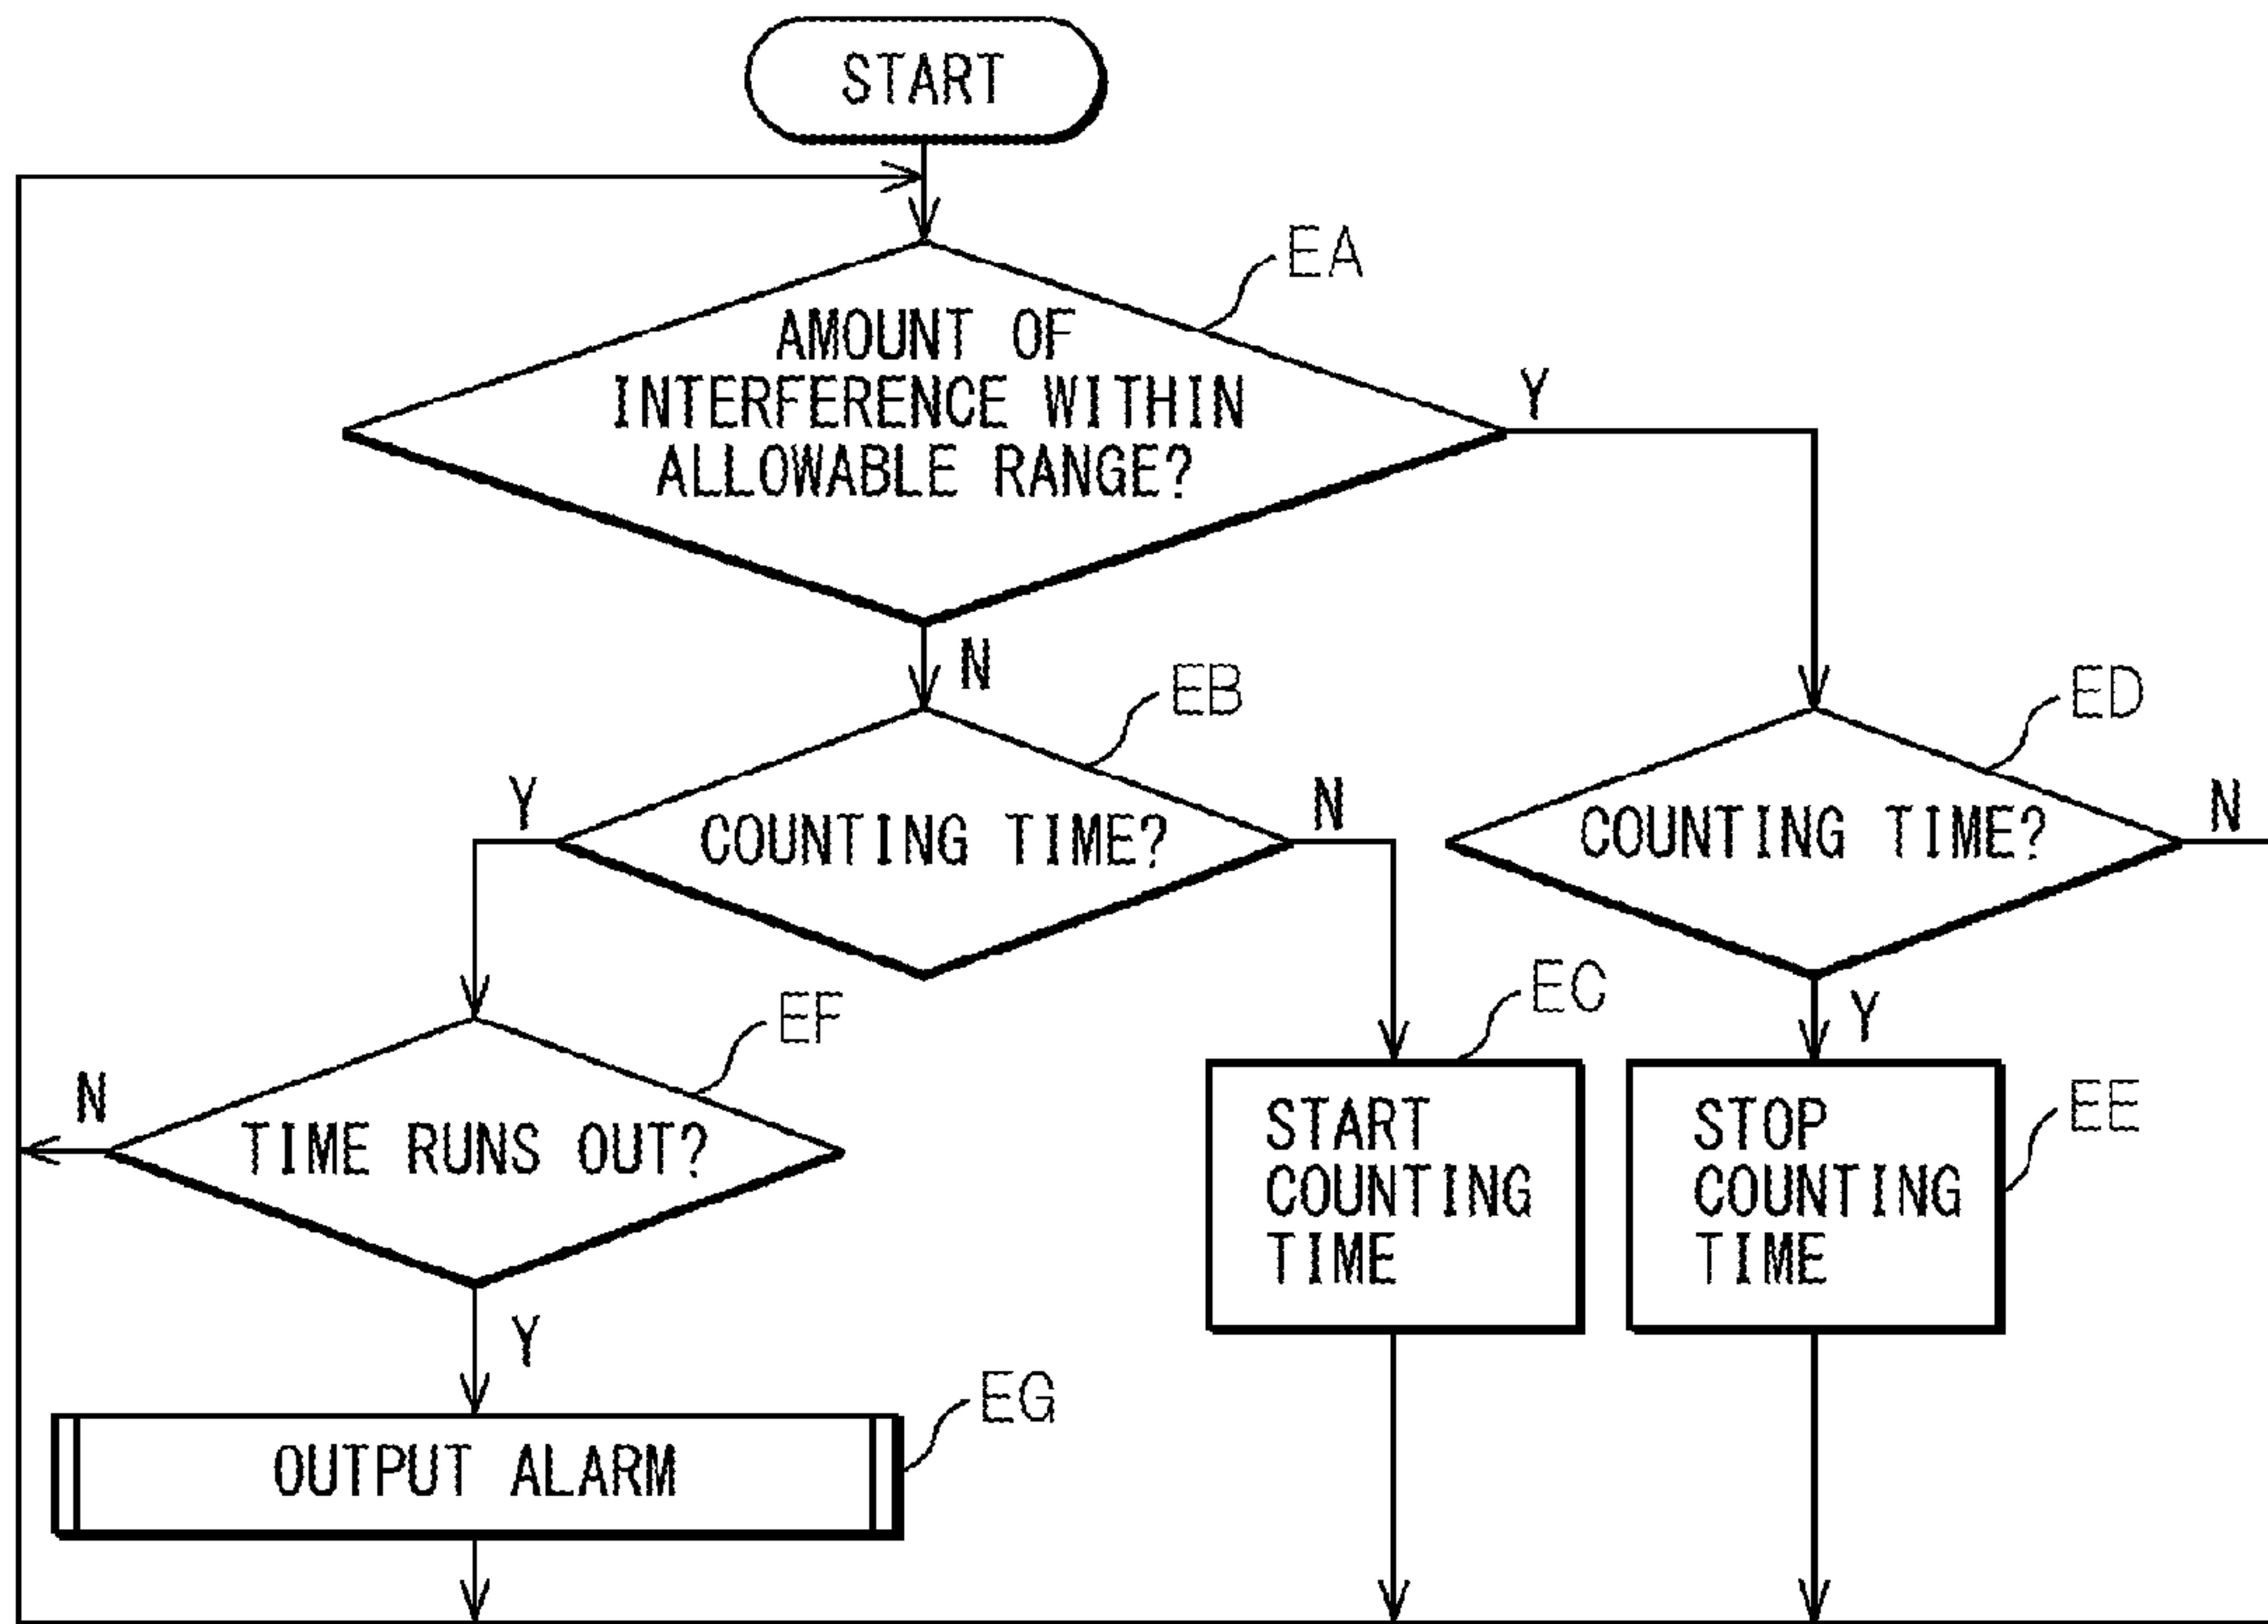 START
EA
AMOUNT OF
INTERFERENCE WITHIN
ALLOWABLE RANGE?
Y
N
EB
ED
Y
COUNTING TIME?
N
COUNTING TIME?
N
EF
EC
Y
N
TIME RUNS OUT?
START
COUNTING
TIME
STOP
COUNTING
TIME
EE
Y
EG
OUTPUT ALARM